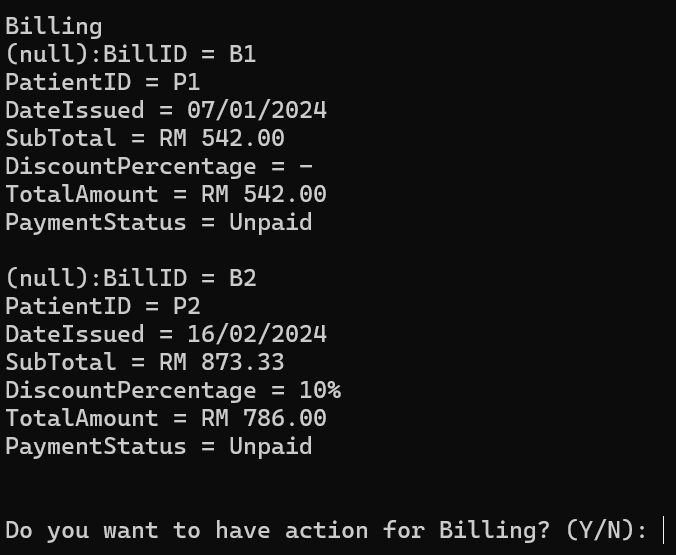 Billing
(null):BillID = B1
PatientID = P1
DateIssued = 07/01/2024
SubTotal = RM 542.00
DiscountPercentage = -
TotalAmount = RM 542.00
PaymentStatus = Unpaid
(null):BillID = B2
PatientID = P2
DateIssued = 16/02/2024
SubTotal = RM 873.33
DiscountPercentage = 10%
TotalAmount = RM 786.00
PaymentStatus = Unpaid
Do you want to have action for Billing? (Y/N):